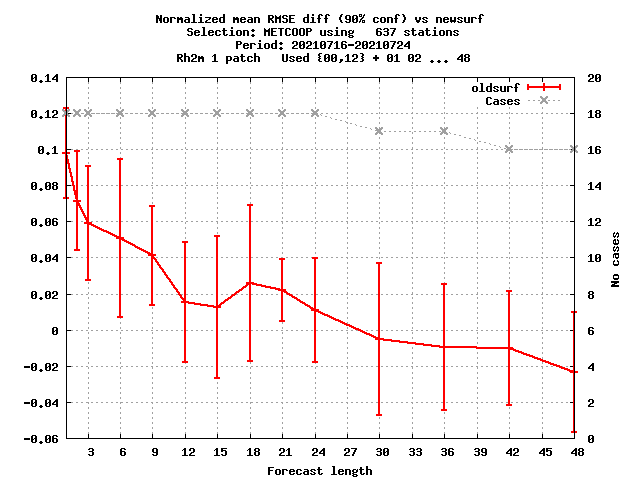 Normalized mean RMSE diff (90% conf) vs newsurf
Selection: METCOOP using   637 stations
Period: 20210716-20210724
Rh2m 1 patch   Used {00,12} + 01 02 ... 48
oldsurf
Cases
0.14
0.12
0.1
0.08
0.06
0.04
0.02
0
-0.02
-0.04
-0.06
20
18
16
14
12
10
8
6
4
2
0
No cases
3 6 9 12 15 18 21 24 27 30 33 36 39 42 45 48
Forecast length